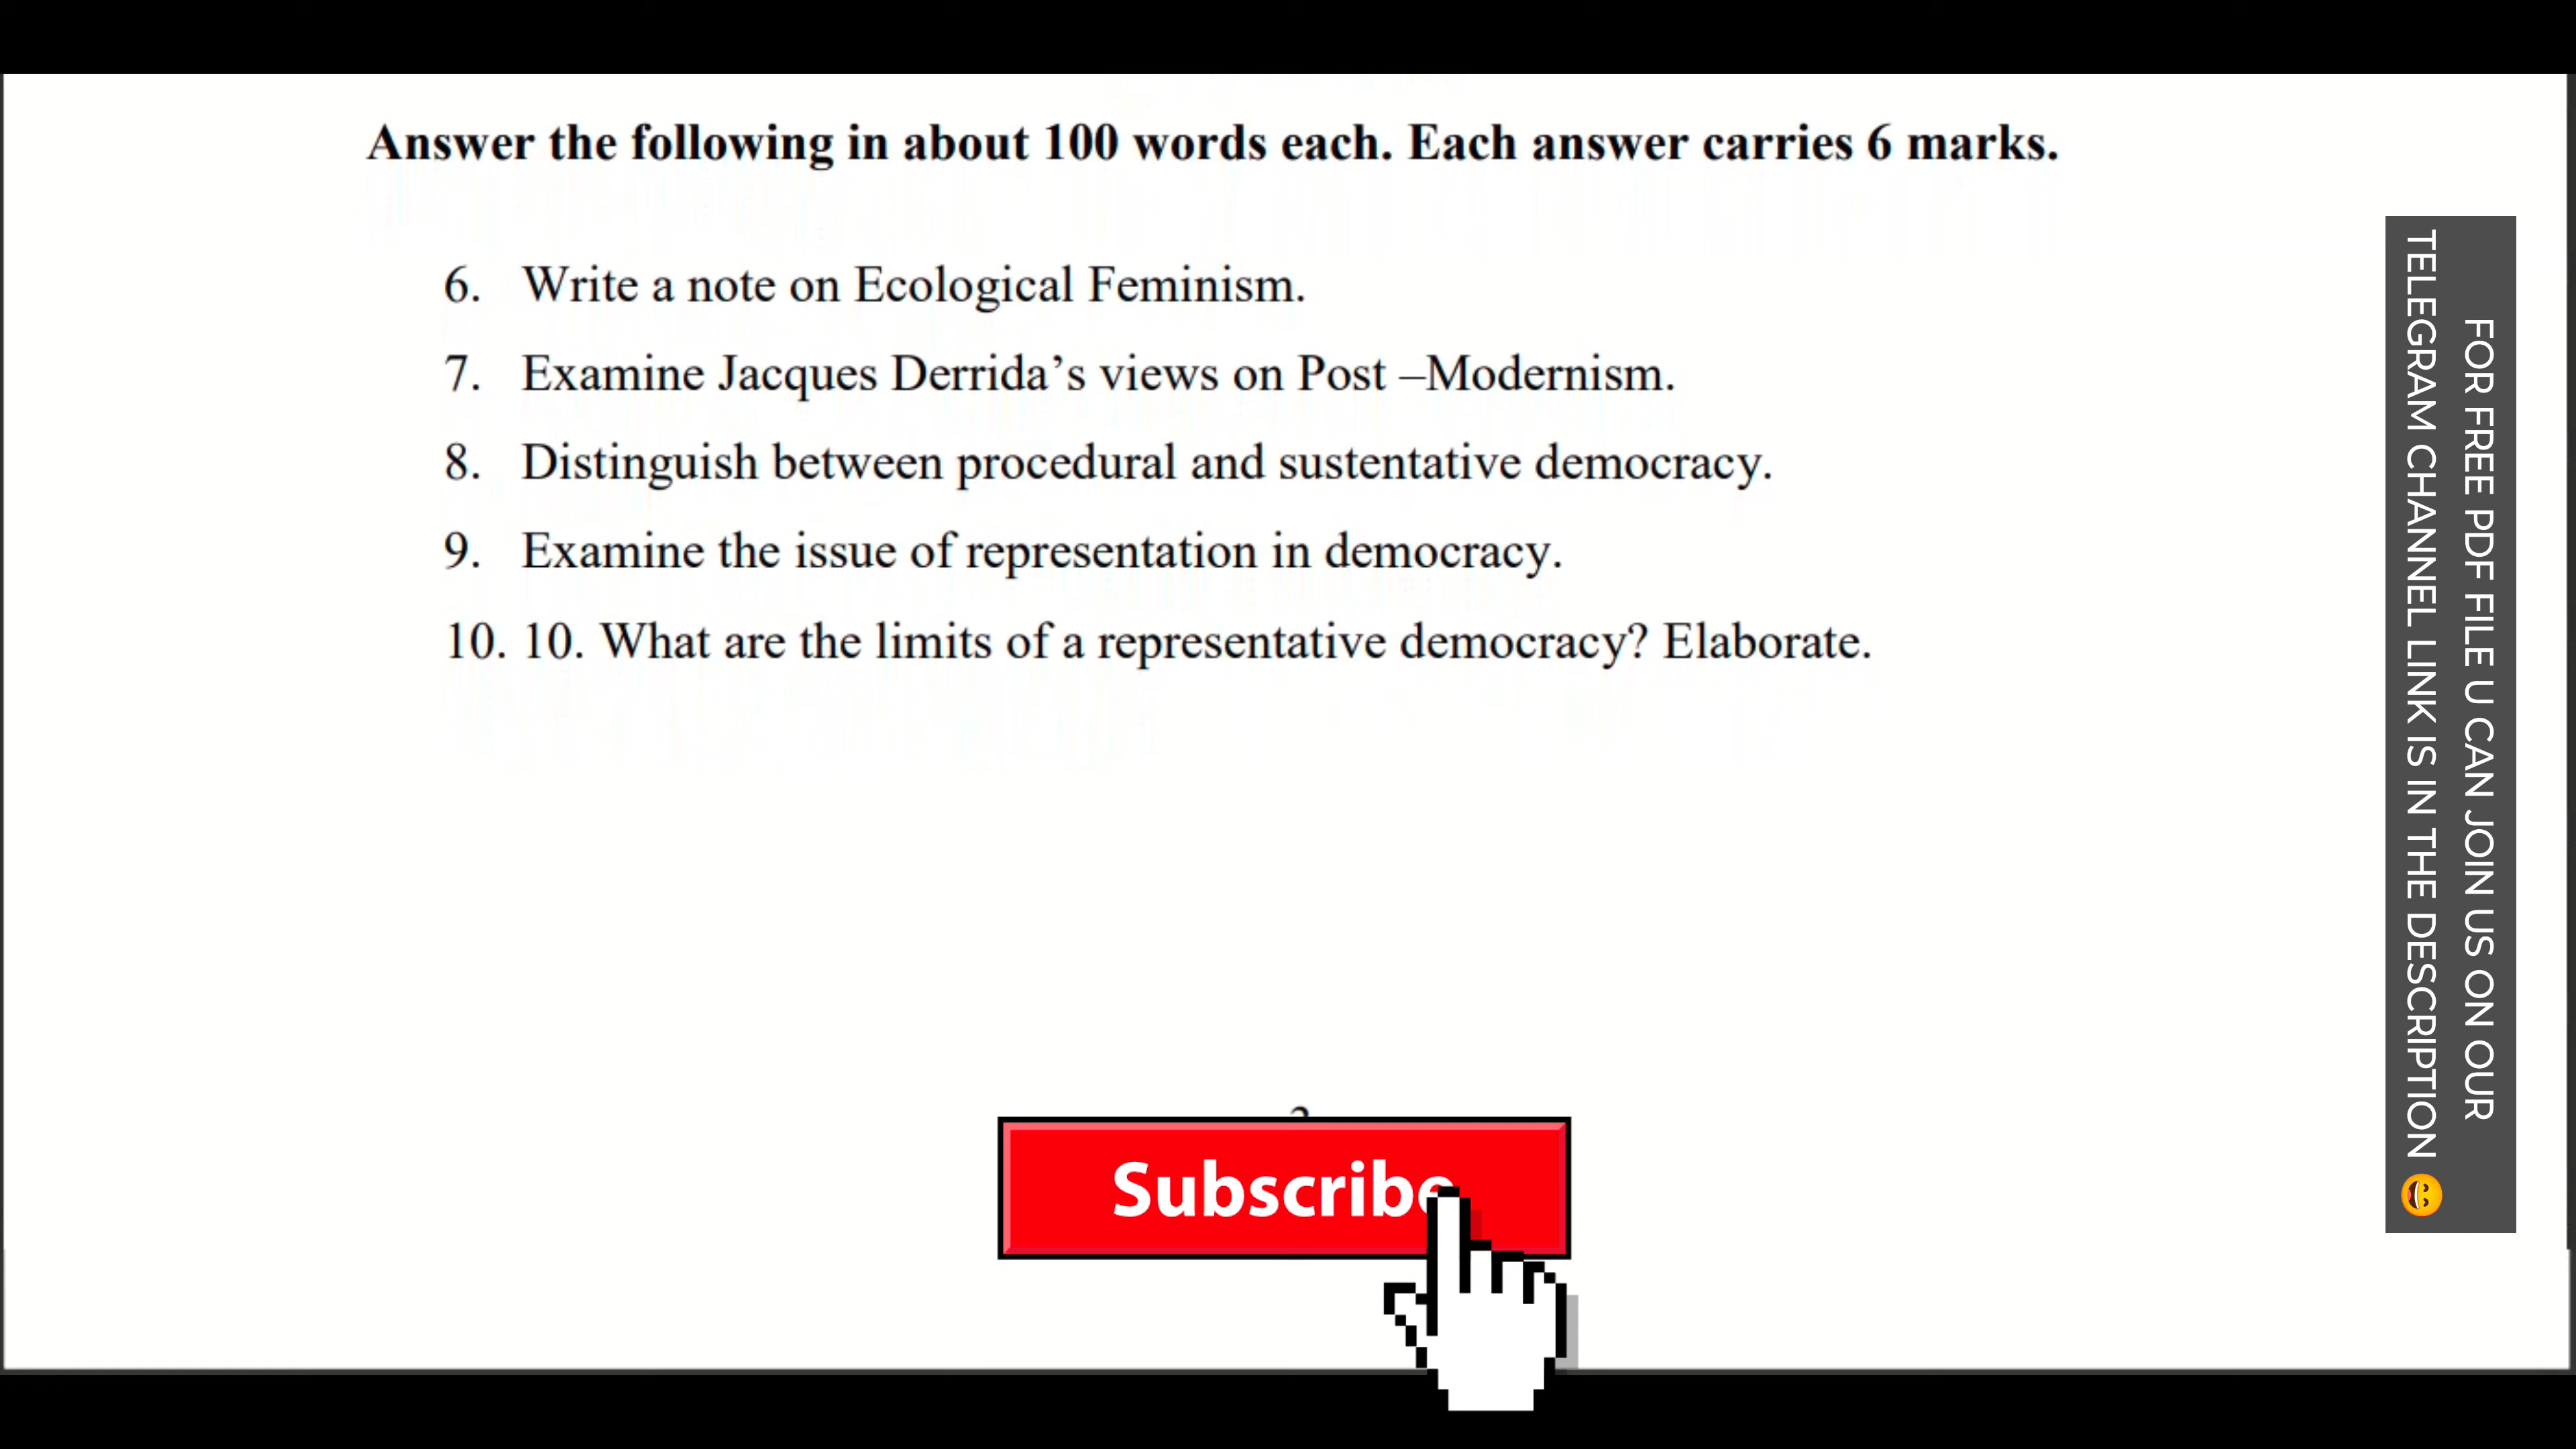 Answer the following in about 100 words each. Each answer carries 6 marks.
6. Write a note on Ecological Feminism.
7. Examine Jacques Derrida’s views on Post –Modernism.
8. Distinguish between procedural and sustentative democracy.
9. Examine the issue of representation in democracy.
10. 10. What are the limits of a representative democracy? Elaborate.
Subscribe
FOR FREE PDF FILE U CAN JOIN US ON OUR
TELEGRAM CHANNEL LINK IS IN THE DESCRIPTION 😀